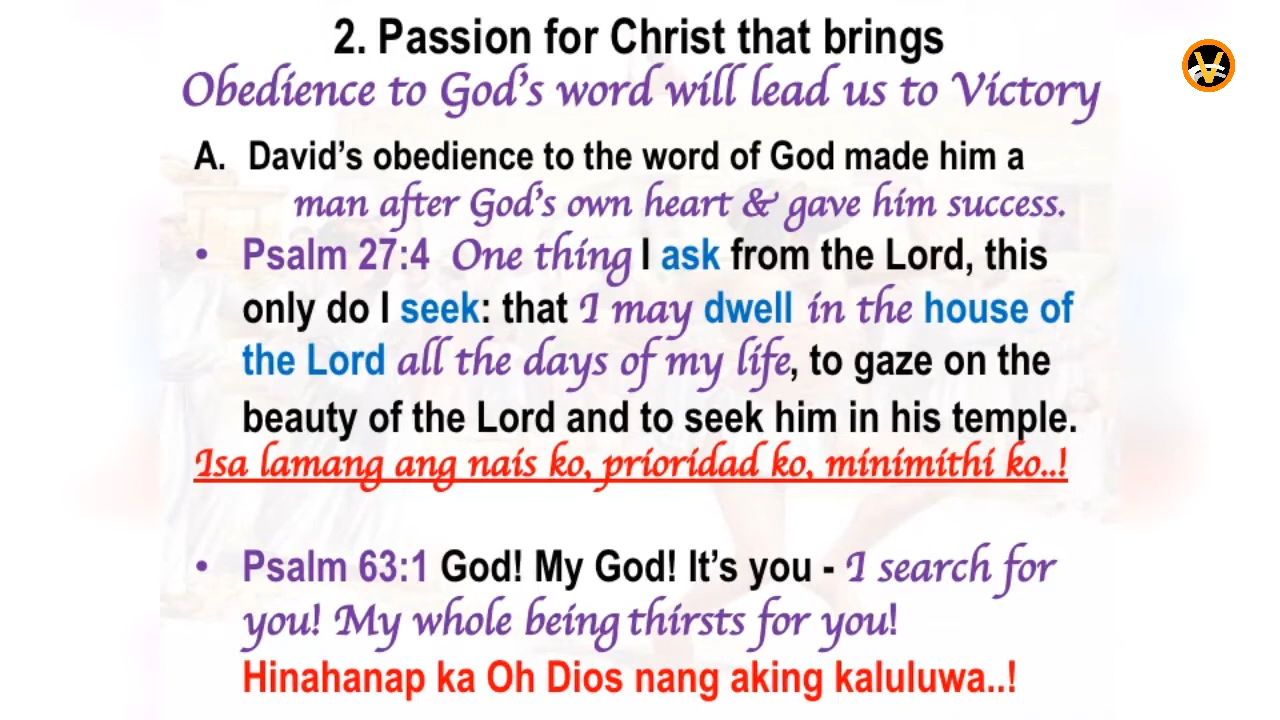 2. Passion for Christ that brings
Obedience to God's word will lead us to Victory
A. David's obedience to the word of God made him a
man after God's own heart & gave him success.
• Psalm 27:4 One thing I ask from the Lord, this
only do I seek: that I may dwell in the house of
the Lord all the days of my life, to gaze on the
beauty of the Lord and to seek him in his temple.
Isa lamang ang nais ko, prioridad ko, minimithi ko..!
• Psalm 63:1 God! My God! It's you - I search for
you! My whole being thirsts for you!
Hinahanap ka Oh Dios nang aking kaluluwa..!
V